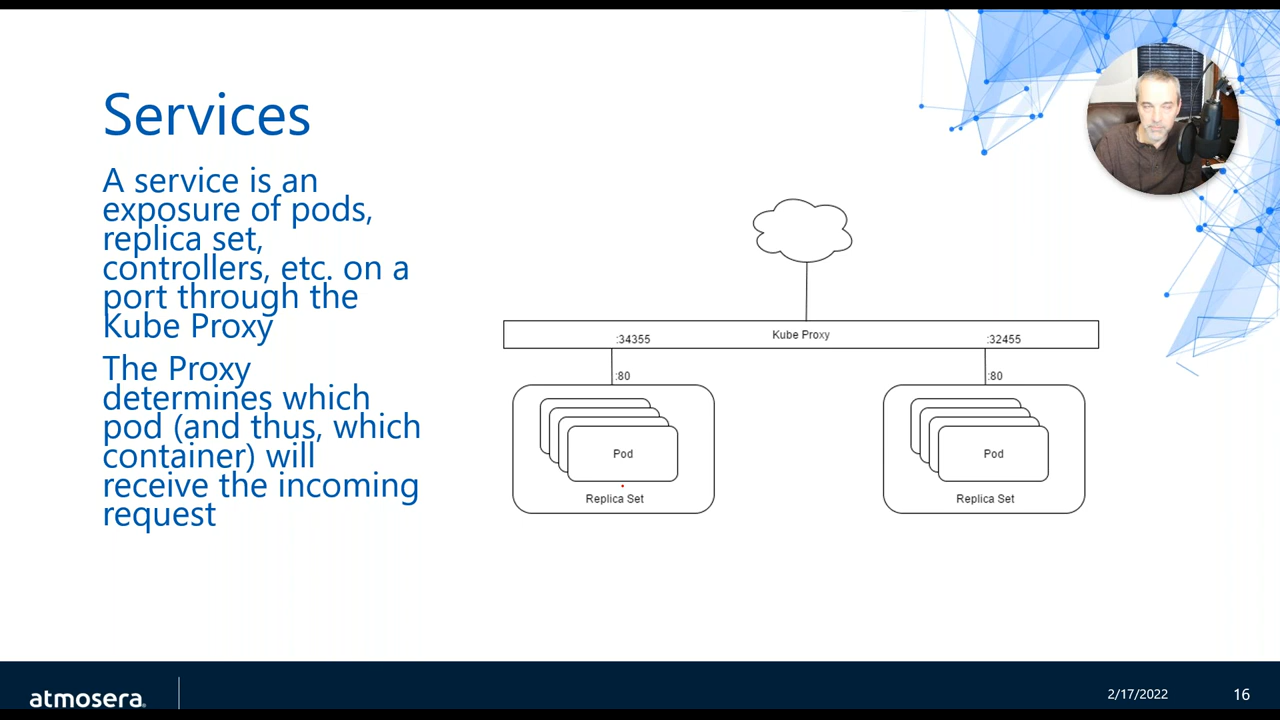 Services
A service is an
exposure of pods,
replica set,
controllers, etc. on a
port through the
Kube Proxy
The Proxy
determines which
pod (and thus, which
container) will
receive the incoming
request
:34355
Kube Proxy
:32455
:80
:80
Pod
Replica Set
Pod
Replica Set
atmosera
2/17/2022
16